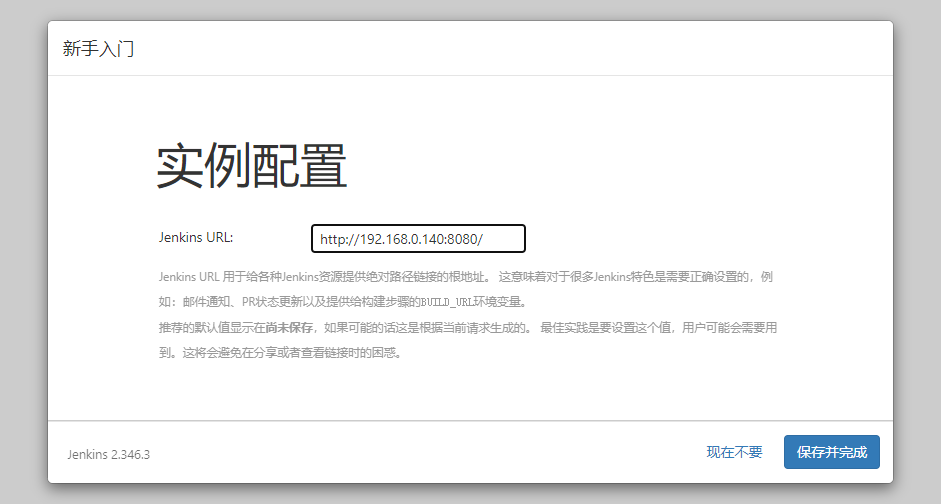 新手入门
实例配置
Jenkins URL: http://192.168.0.140:8080/
Jenkins URL 用于给各种Jenkins资源提供绝对路径链接的根地址。 这意味着对于很多Jenkins特色是需要正确设置的，例
如：邮件通知、PR状态更新以及提供给构建步骤的BUILD_URL环境变量。
推荐的默认值显示在尚未保存，如果可能的话这是根据当前请求生成的。 最佳实践是要设置这个值，用户可能会需要用
到。这将会避免在分享或者查看链接时的困惑。
Jenkins 2.346.3 现在不要 保存并完成